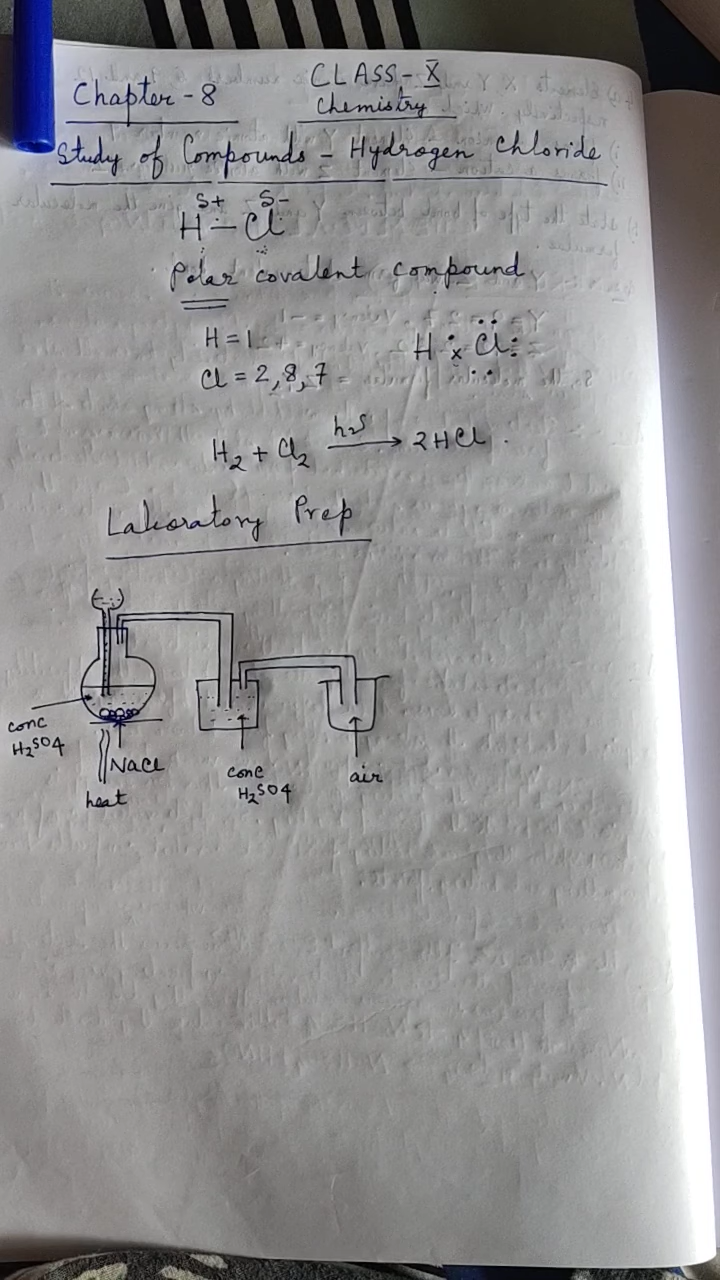 Chapter - 8
CLASS - X
Chemistry
Study of Compounds - Hydrogen Chloride
S+ S-
H - Cl
Polar covalent compound
H = 1
Cl = 2, 8, 7
H x Cl
H2 + Cl2 → 2HCl .
Laboratory Prep
conc
H2SO4
NaCl
heat
conc
H2SO4
air